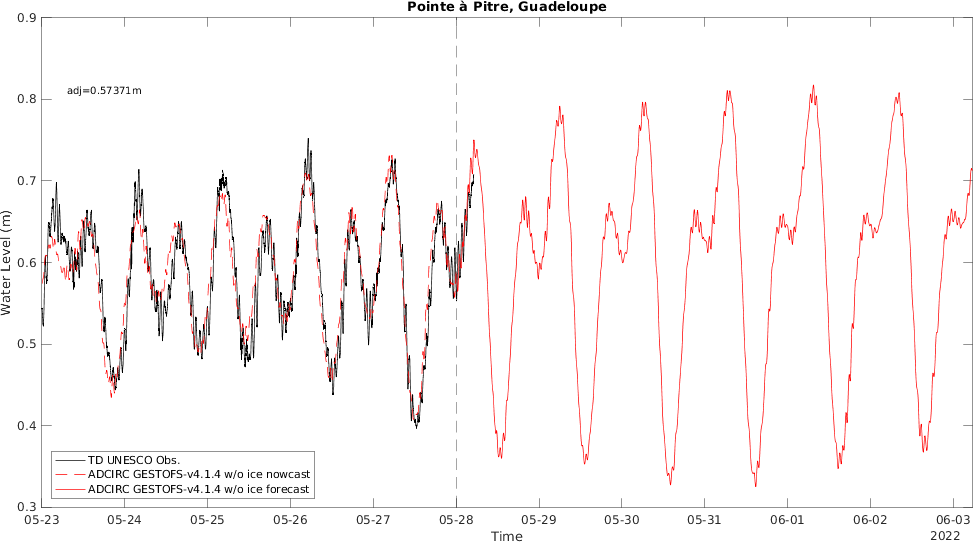 Pointe à Pitre, Guadeloupe
0.9
0.8
0.7
0.6
0.5
0.4
0.3
Water Level (m)
adj=0.57371m
TD UNESCO Obs.
ADCIRC GESTOFS-v4.1.4 w/o ice nowcast
ADCIRC GESTOFS-v4.1.4 w/o ice forecast
05-23 05-24 05-25 05-26 05-27 05-28 05-29 05-30 05-31 06-01 06-02 06-03
2022
Time